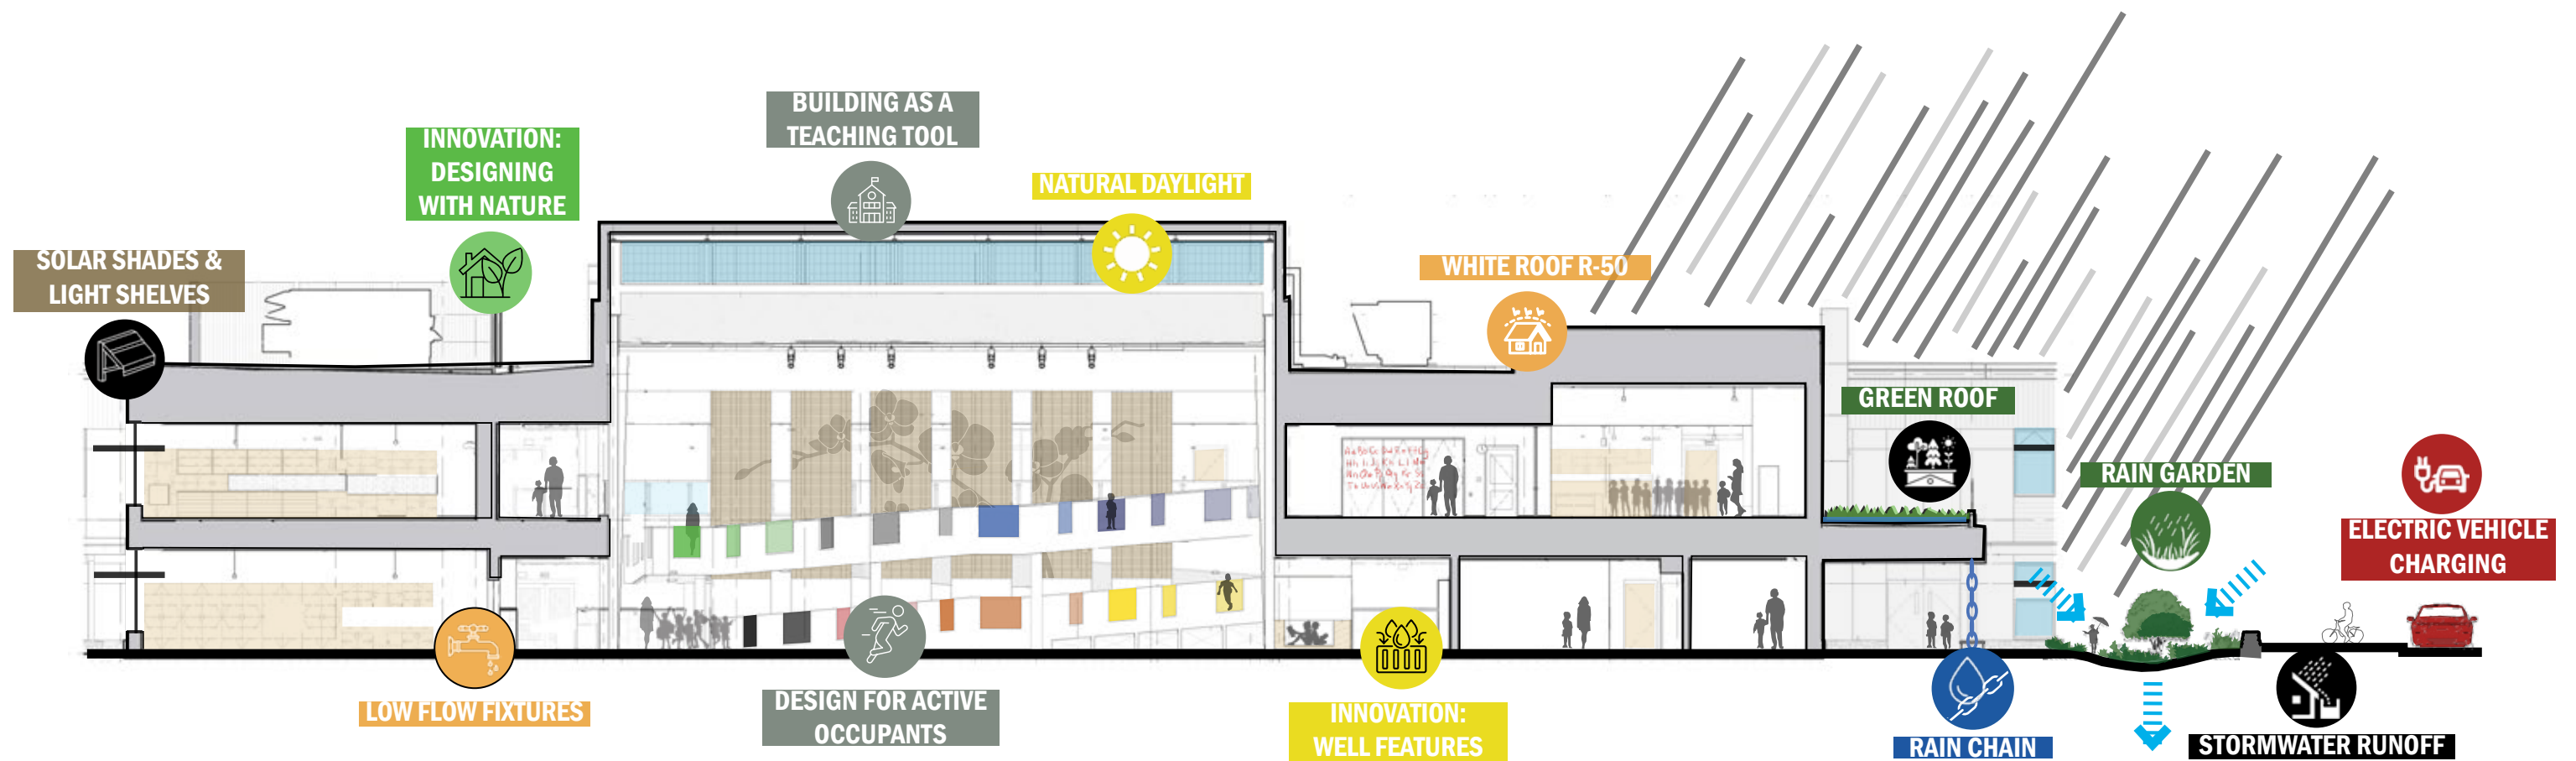 BUILDING AS A
TEACHING TOOL
INNOVATION:
DESIGNING
WITH NATURE
NATURAL DAYLIGHT
SOLAR SHADES &
LIGHT SHELVES
WHITE ROOF R-50
GREEN ROOF
RAIN GARDEN
ELECTRIC VEHICLE
CHARGING
LOW FLOW FIXTURES
DESIGN FOR ACTIVE
OCCUPANTS
INNOVATION:
WELL FEATURES
RAIN CHAIN
STORMWATER RUNOFF